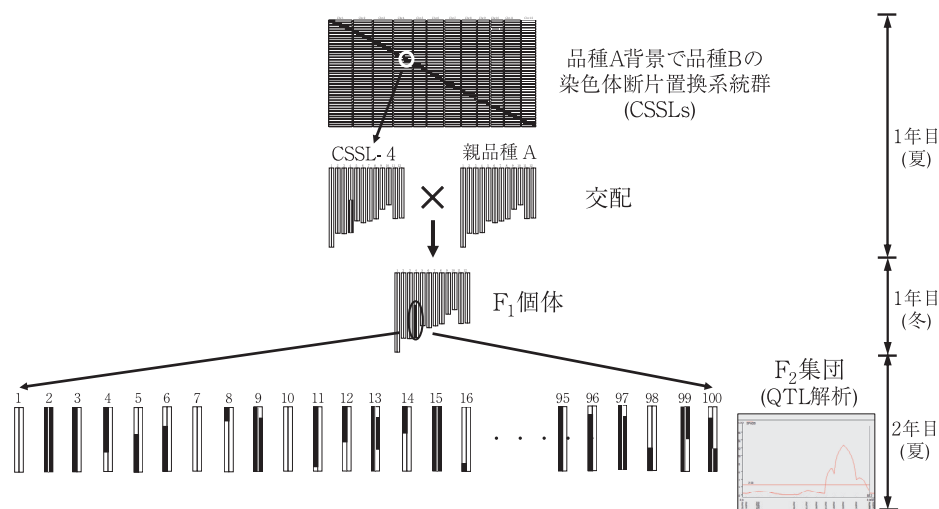 品種A背景で品種Bの
染色体断片置換系統群
(CSSLs)
1年目
(夏)
CSSL-4
親品種 A
交配
F₁個体
1年目
(冬)
F₂集団
(QTL解析)
2年目
(夏)
1 2 3 4 5 6 7 8 9 10 11 12 13 14 15 16 95 96 97 98 99 100